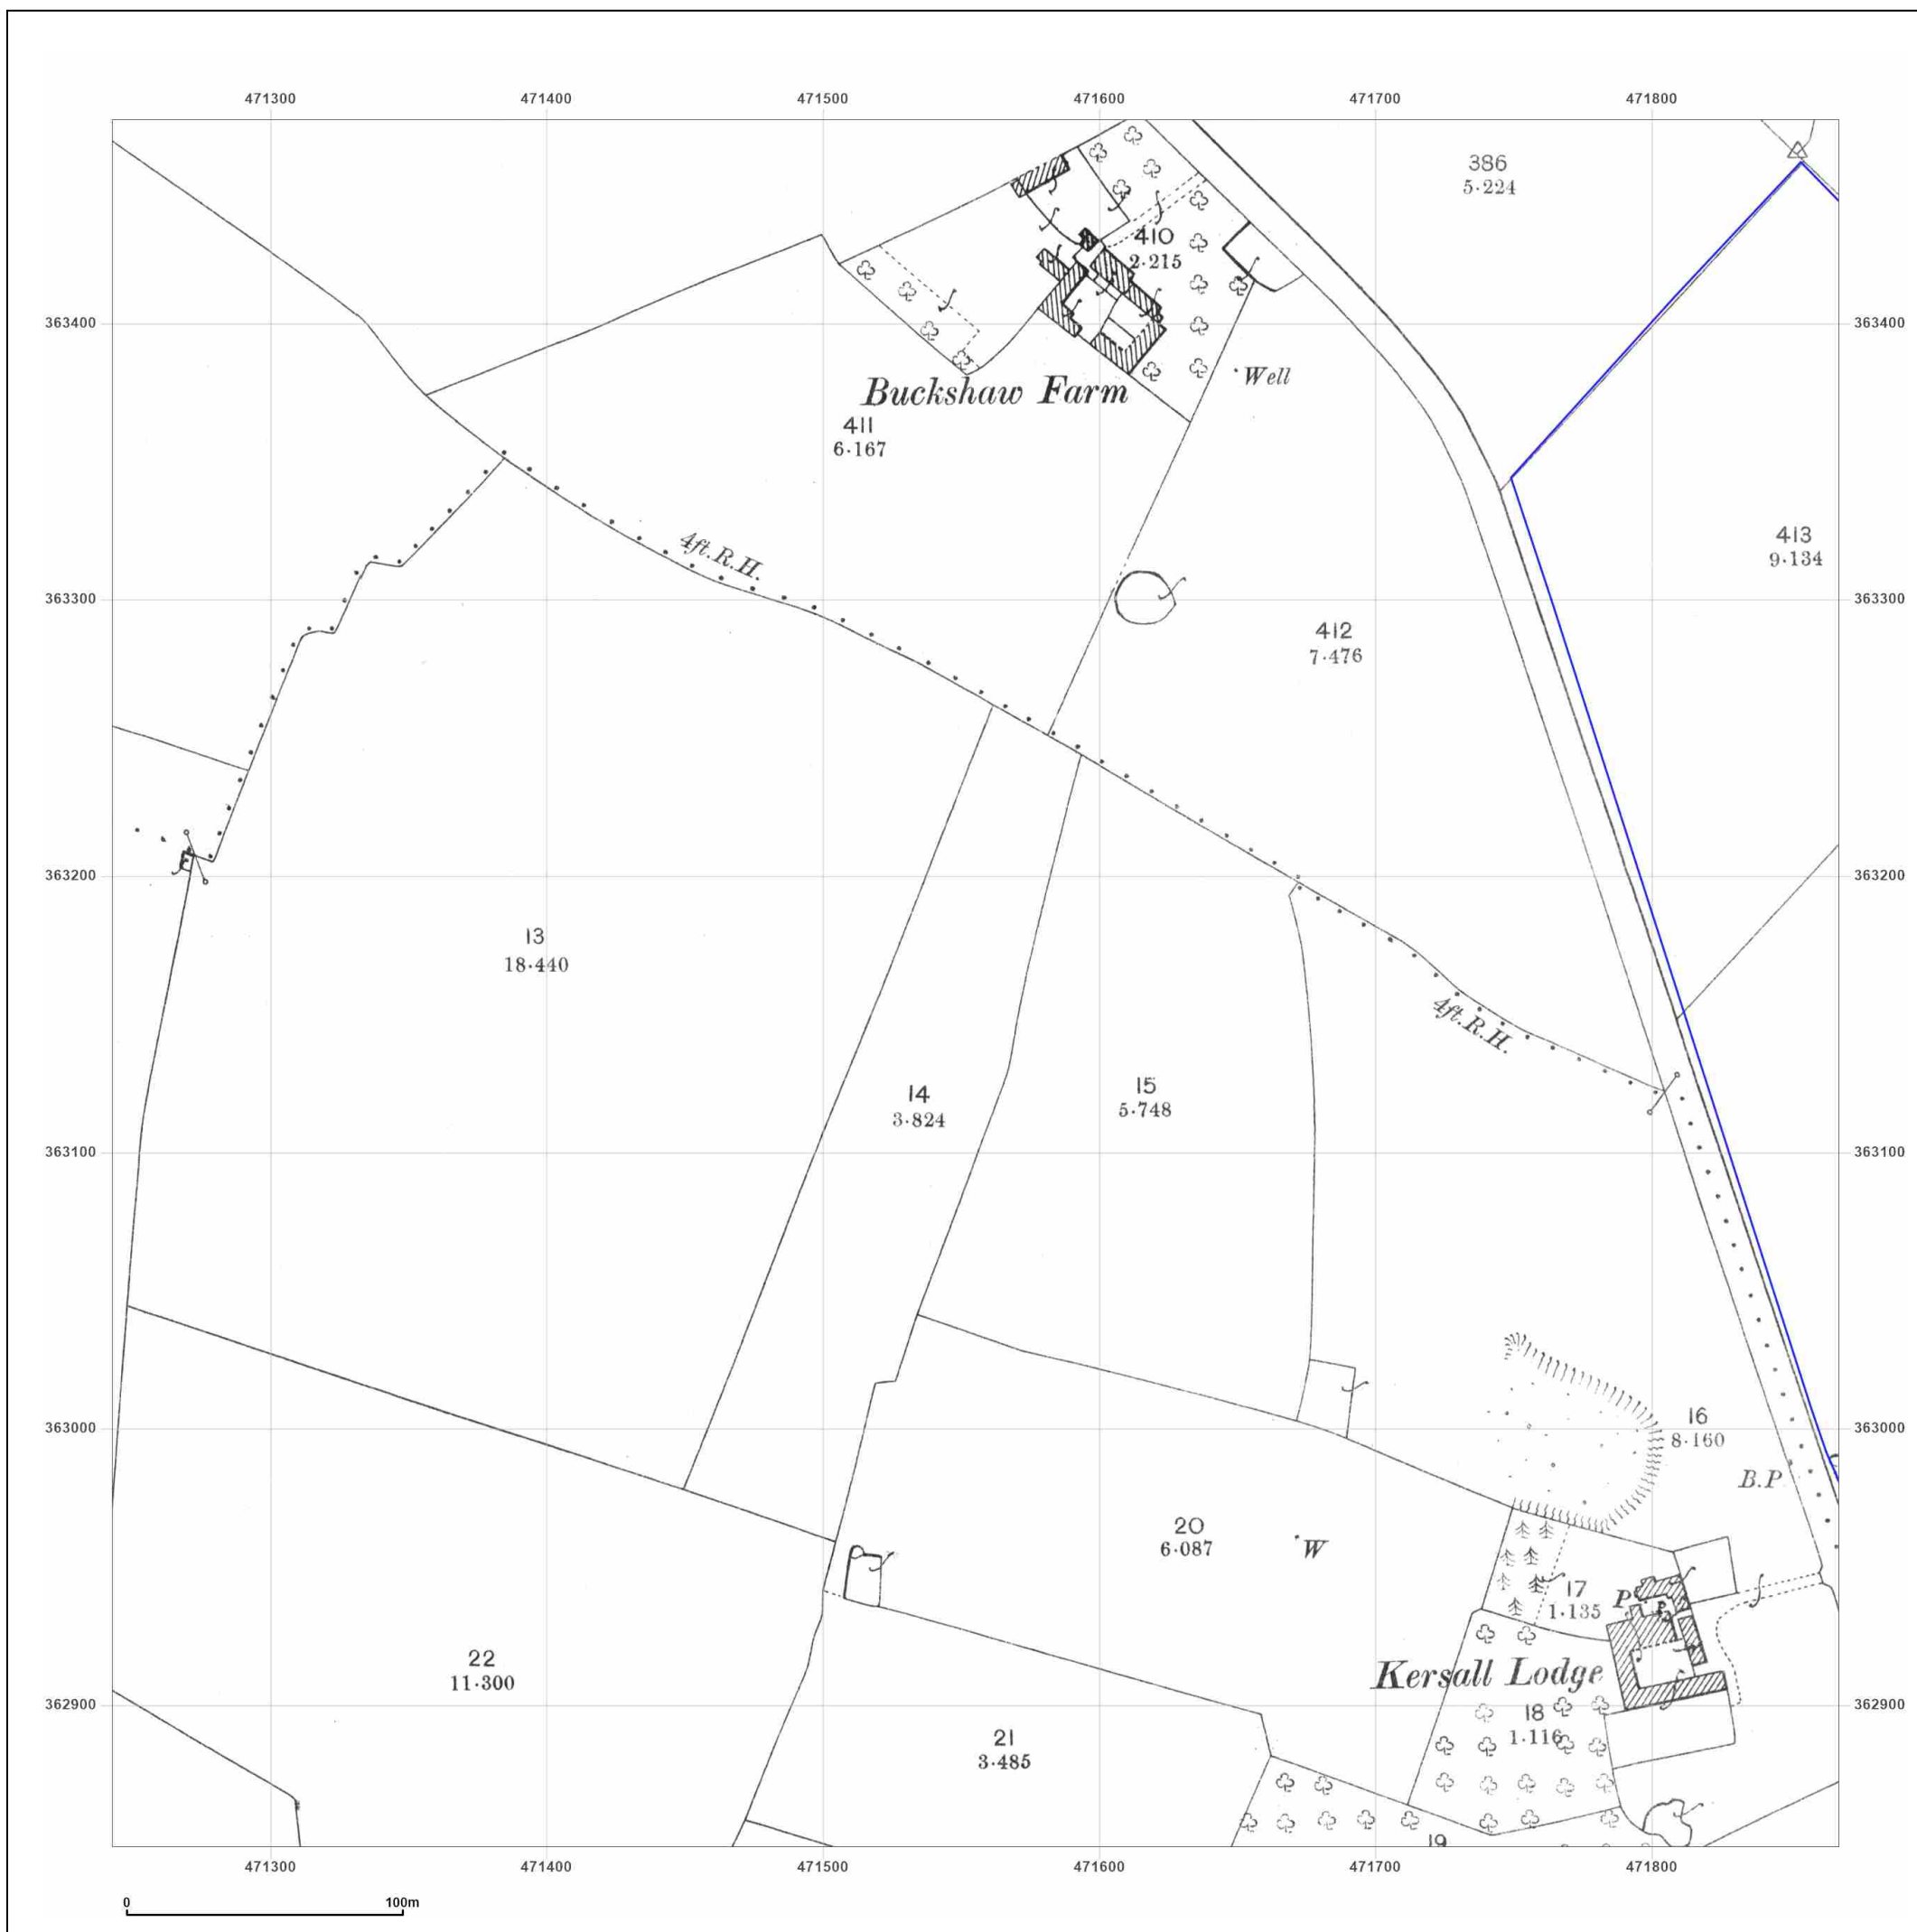 471300 471400 471500 471600 471700 471800
386
5·224
410
2·215
363400 363400
Well
Buckshaw Farm
411
6·167
413
9·134
4ft.R.H.
363300 363300
412
7·476
363200 363200
13
18·440
4ft.R.H.
14
3·824
15
5·748
363100 363100
16
8·160
363000 363000
B.P
20
6·087
W
17
1·135
P
P
22
11·300
Kersall Lodge
362900 362900
18
1·116
21
3·485
19
471300 471400 471500 471600 471700 471800
0 100m